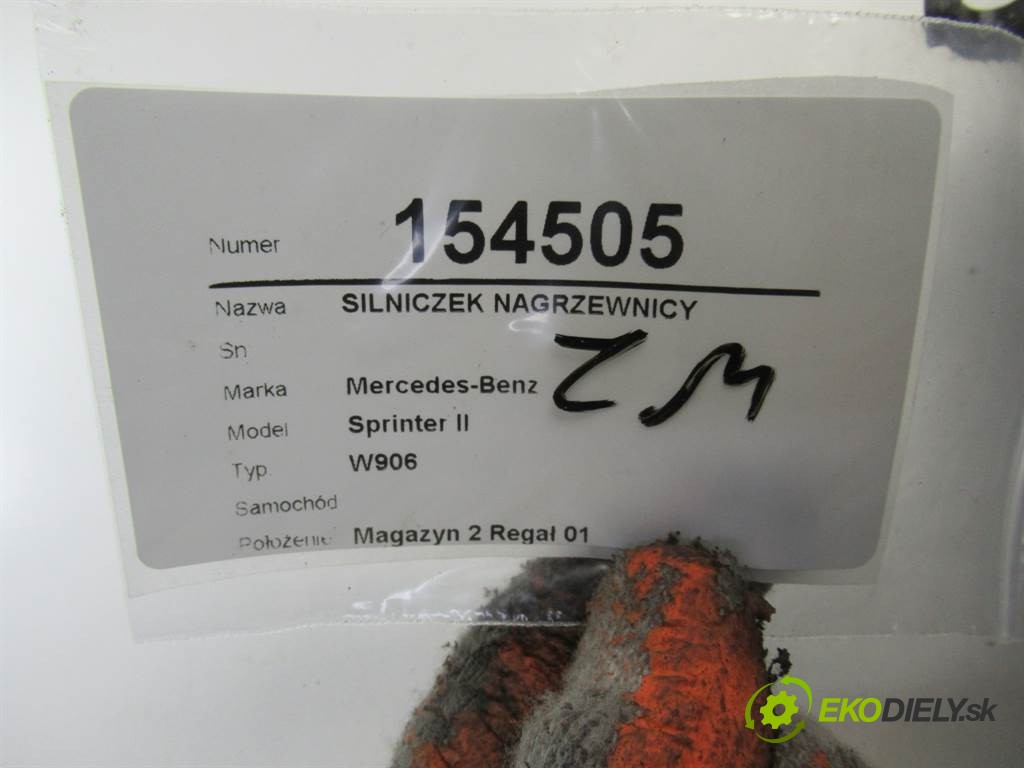 Numer 154505
Nazwa SILNICZEK NAGRZEWNICY
Sn
Marka Mercedes-Benz
ZM
Model Sprinter II
Typ W906
Samochód
Położenie Magazyn 2 Regał 01
EKODIELY.sk